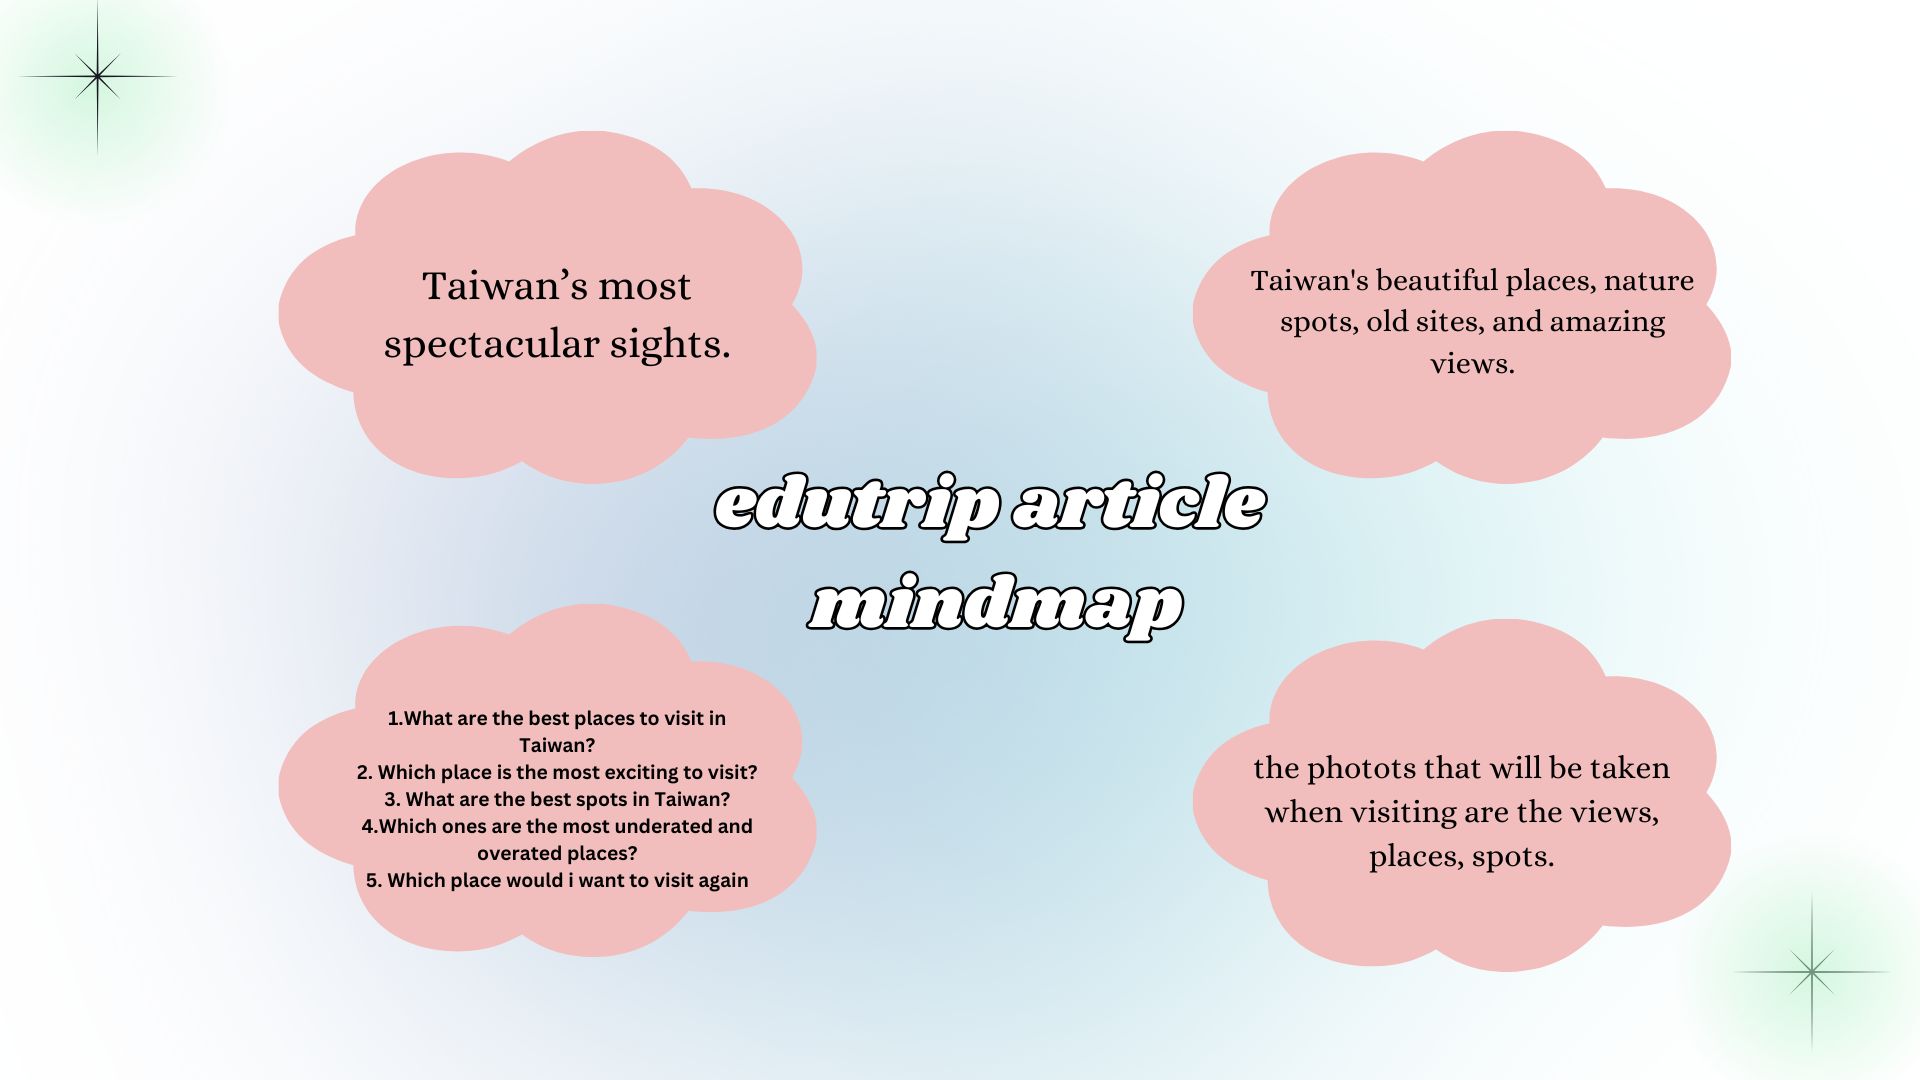 Taiwan’s most
spectacular sights.
Taiwan's beautiful places, nature
spots, old sites, and amazing
views.
edutrip article
mindmap
1.What are the best places to visit in
Taiwan?
2. Which place is the most exciting to visit?
3. What are the best spots in Taiwan?
4.Which ones are the most underated and
overated places?
5. Which place would i want to visit again
the photots that will be taken
when visiting are the views,
places, spots.